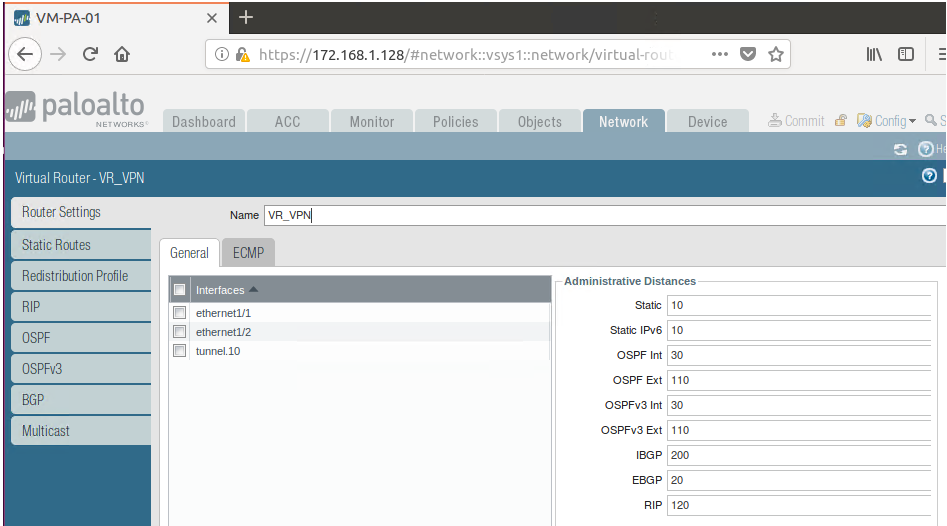 VM-PA-01
https://172.168.1.128/#network::vsys1::network/virtual-rout
paloalto
NETWORKS
Dashboard ACC Monitor Policies Objects Network Device Commit Config
Virtual Router - VR_VPN
Router Settings
Static Routes
Redistribution Profile
RIP
OSPF
OSPFv3
BGP
Multicast
Name VR_VPN
General ECMP
Interfaces
ethernet1/1
ethernet1/2
tunnel.10
Administrative Distances
Static 10
Static IPv6 10
OSPF Int 30
OSPF Ext 110
OSPFv3 Int 30
OSPFv3 Ext 110
IBGP 200
EBGP 20
RIP 120